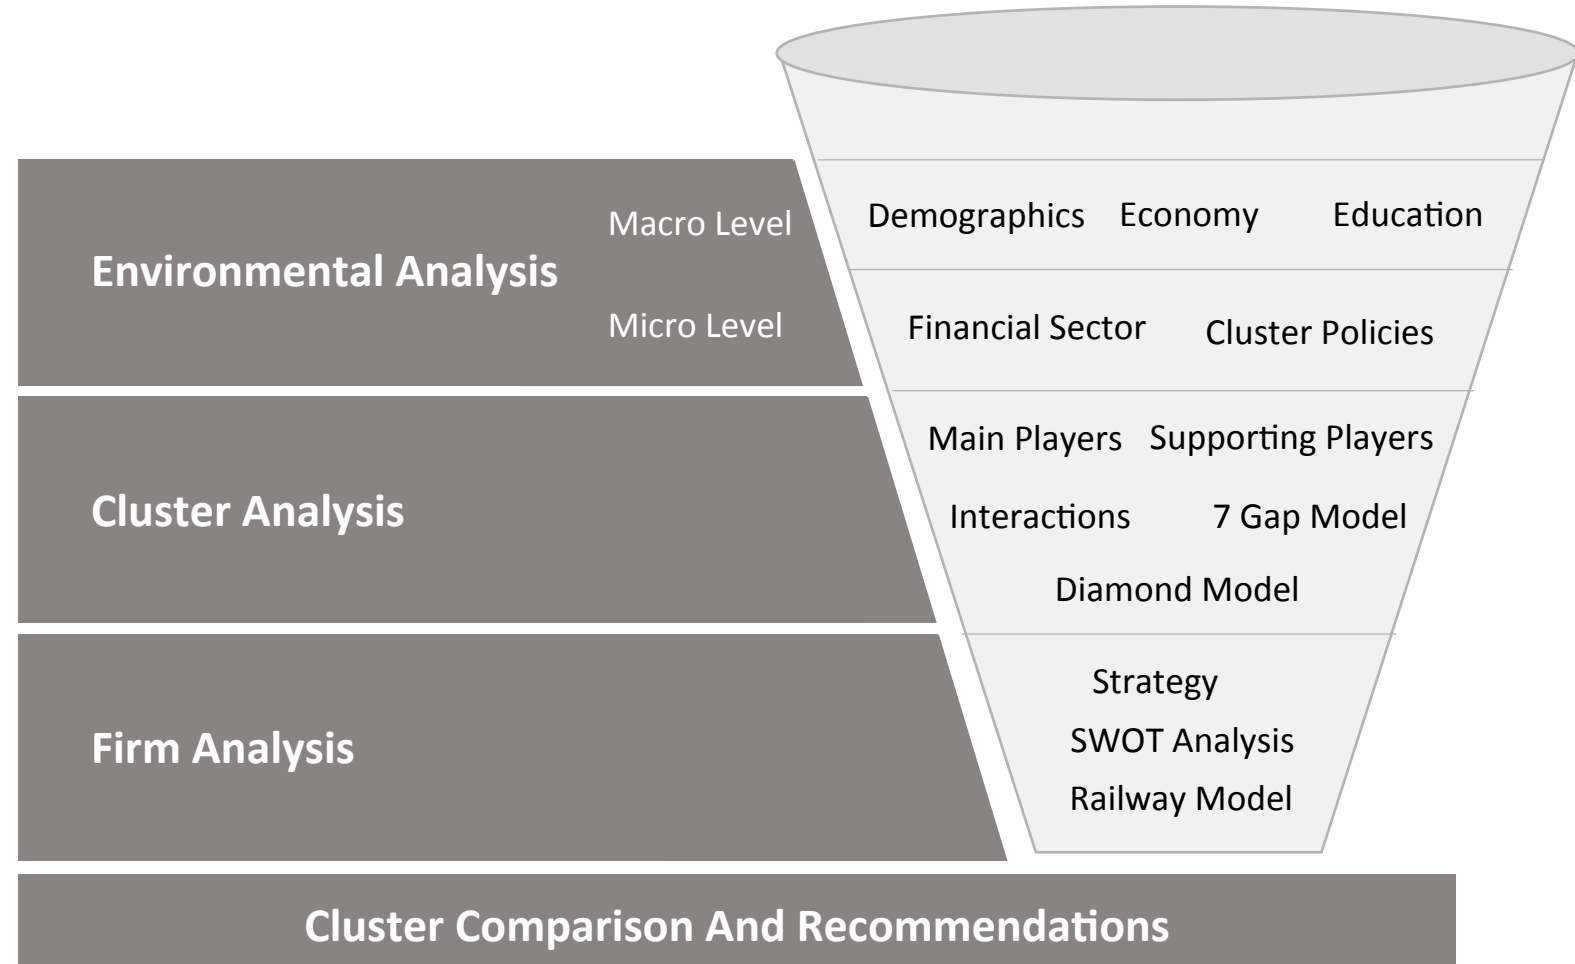 Macro Level
Demographics Economy Education
Environmental Analysis
Micro Level
Financial Sector Cluster Policies
Main Players Supporting Players
Cluster Analysis
Interactions 7 Gap Model
Diamond Model
Strategy
Firm Analysis
SWOT Analysis
Railway Model
Cluster Comparison And Recommendations